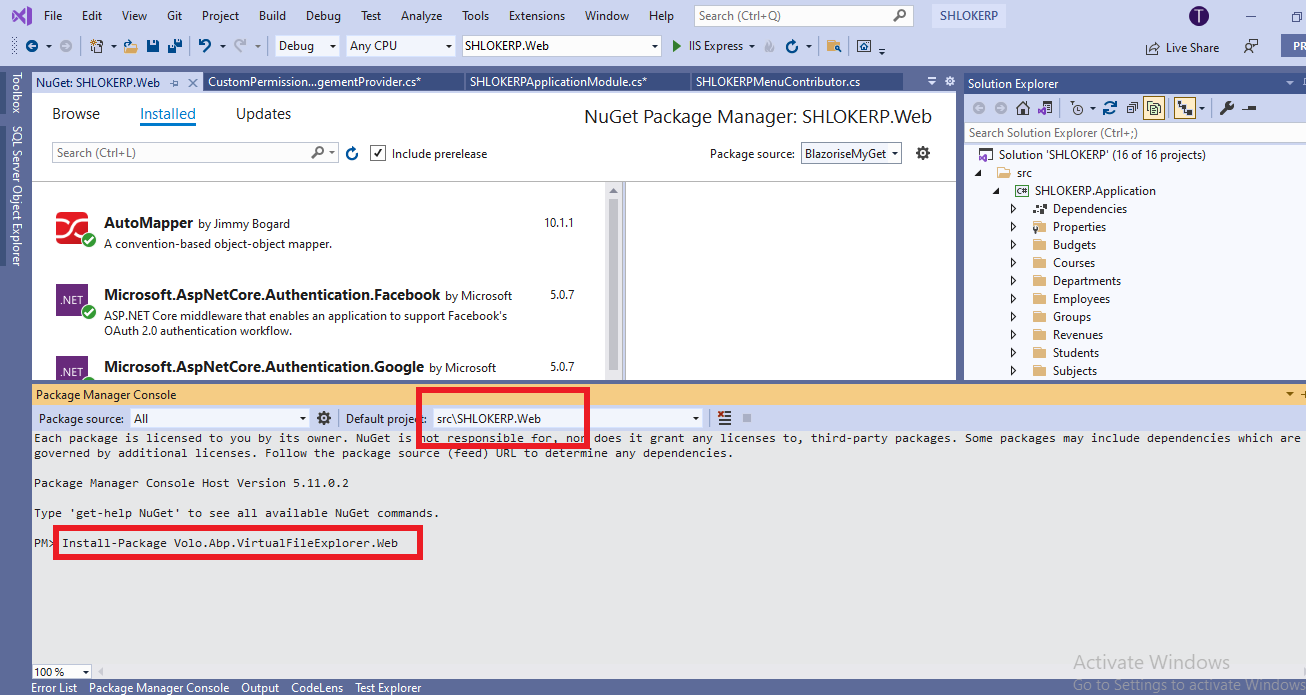 File Edit View Git Project Build Debug Test Analyze Tools Extensions Window Help Search (Ctrl+Q) SHLOKERP T
Debug Any CPU SHLOKERP.Web IIS Express Live Share PR
NuGet: SHLOKERP.Web CustomPermission...gementProvider.cs* SHLOKERPApplicationModule.cs* SHLOKERPMenuContributor.cs
Toolbox
SQL Server Object Explorer
Browse Installed Updates
NuGet Package Manager: SHLOKERP.Web
Search (Ctrl+L) Include prerelease Package source: BlazoriseMyGet
AutoMapper by Jimmy Bogard 10.1.1
A convention-based object-object mapper.
.NET
Microsoft.AspNetCore.Authentication.Facebook by Microsoft 5.0.7
ASP.NET Core middleware that enables an application to support Facebook's
OAuth 2.0 authentication workflow.
.NET
Microsoft.AspNetCore.Authentication.Google by Microsoft 5.0.7
Solution Explorer
Search Solution Explorer (Ctrl+;)
Solution 'SHLOKERP' (16 of 16 projects)
src
C# SHLOKERP.Application
Dependencies
Properties
Budgets
Courses
Departments
Employees
Groups
Revenues
Students
Subjects
Package Manager Console
Package source: All Default project: src\SHLOKERP.Web
Each package is licensed to you by its owner. NuGet is not responsible for, nor does it grant any licenses to, third-party packages. Some packages may include dependencies which are
governed by additional licenses. Follow the package source (feed) URL to determine any dependencies.
Package Manager Console Host Version 5.11.0.2
Type 'get-help NuGet' to see all available NuGet commands.
PM> Install-Package Volo.Abp.VirtualFileExplorer.Web
100 %
Activate Windows
Go to Settings to activate Windows
Error List Package Manager Console Output CodeLens Test Explorer